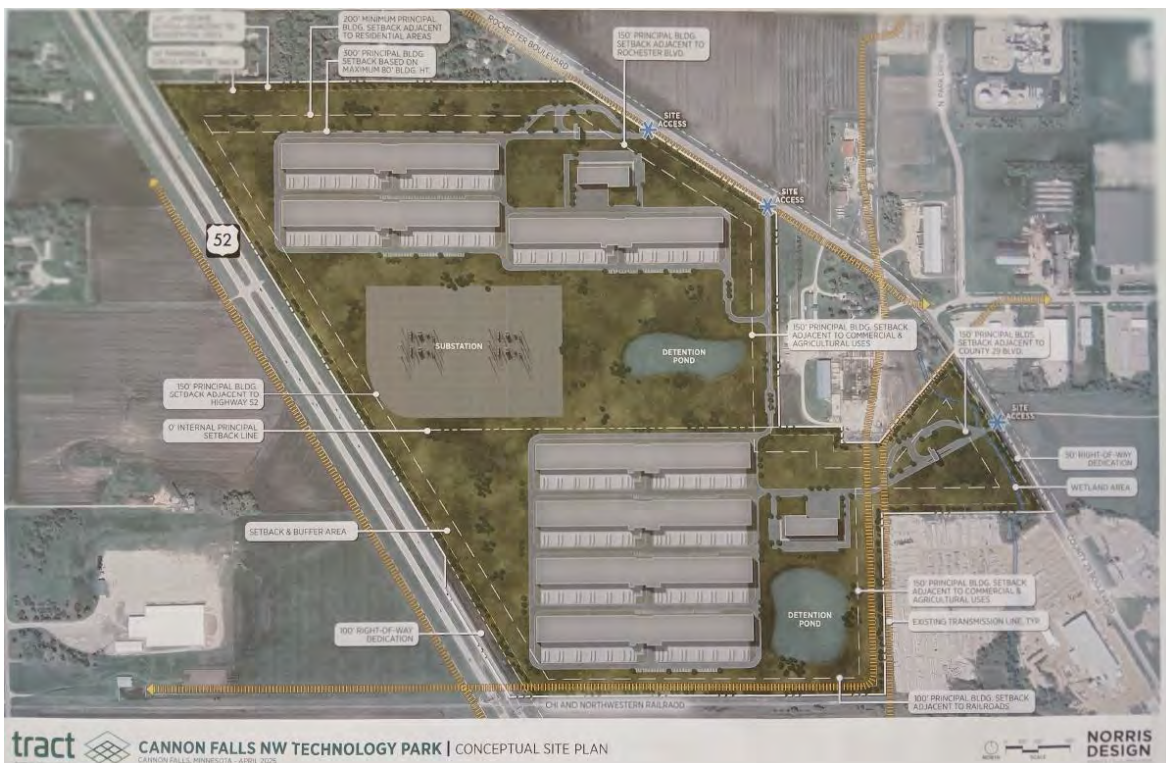 200' MINIMUM PRINCIPAL
BLDG. SETBACK ADJACENT
TO RESIDENTIAL AREAS
300' PRINCIPAL BLDG.
SETBACK BASED ON
MAXIMUM 80' BLDG. HT.
ROCHESTER BOULEVARD
150' PRINCIPAL BLDG.
SETBACK ADJACENT TO
ROCHESTER BLVD.
SITE
ACCESS
SITE
ACCESS
52
SUBSTATION
DETENTION
POND
150' PRINCIPAL BLDG. SETBACK
ADJACENT TO COMMERCIAL &
AGRICULTURAL USES
150' PRINCIPAL BLDG.
SETBACK ADJACENT TO
COUNTY 29 BLVD.
150' PRINCIPAL BLDG.
SETBACK ADJACENT TO
HIGHWAY 52
0' INTERNAL PRINCIPAL
SETBACK LINE
SITE
ACCESS
50' RIGHT-OF-WAY
DEDICATION
WETLAND AREA
SETBACK & BUFFER AREA
100' RIGHT-OF-WAY
DEDICATION
DETENTION
POND
150' PRINCIPAL BLDG. SETBACK
ADJACENT TO COMMERCIAL &
AGRICULTURAL USES
EXISTING TRANSMISSION LINE, TYP.
100' PRINCIPAL BLDG. SETBACK
ADJACENT TO RAILROADS
CHI AND NORTHWESTERN RAILROAD
tract
CANNON FALLS NW TECHNOLOGY PARK | CONCEPTUAL SITE PLAN
CANNON FALLS, MINNESOTA - APRIL 2025
NORTH
SCALE
NORRIS
DESIGN